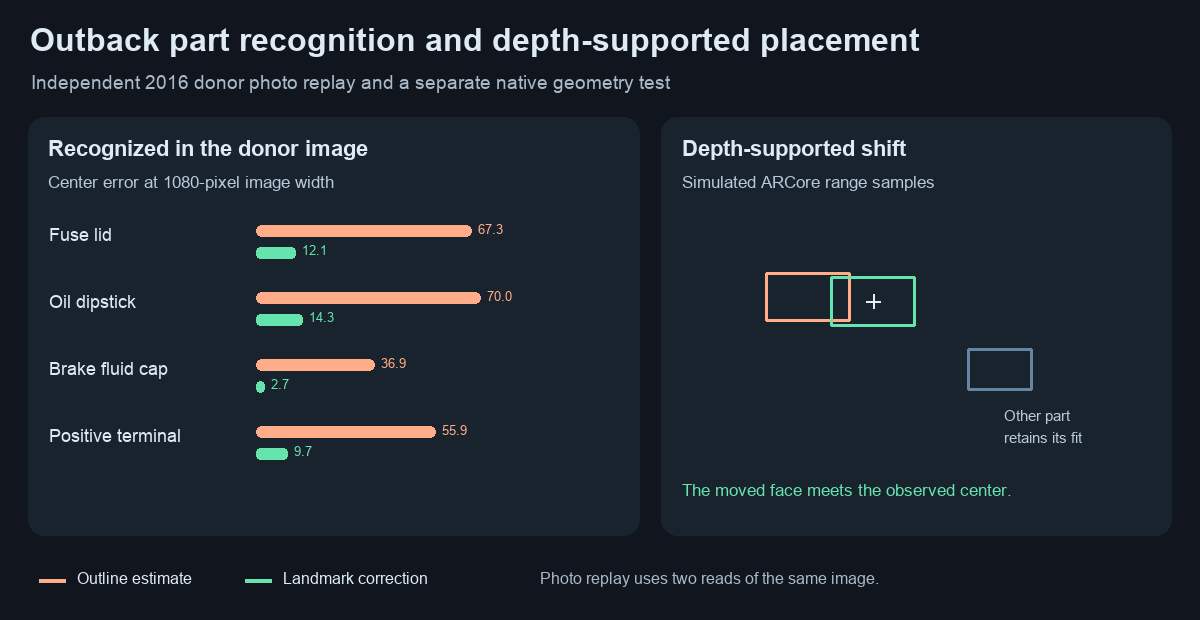 Outback part recognition and depth-supported placement
Independent 2016 donor photo replay and a separate native geometry test
Recognized in the donor image
Center error at 1080-pixel image width
Fuse lid
67.3
12.1
Oil dipstick
70.0
14.3
Brake fluid cap
36.9
2.7
Positive terminal
55.9
9.7
Depth-supported shift
Simulated ARCore range samples
Other part
retains its fit
The moved face meets the observed center.
Outline estimate
Landmark correction
Photo replay uses two reads of the same image.